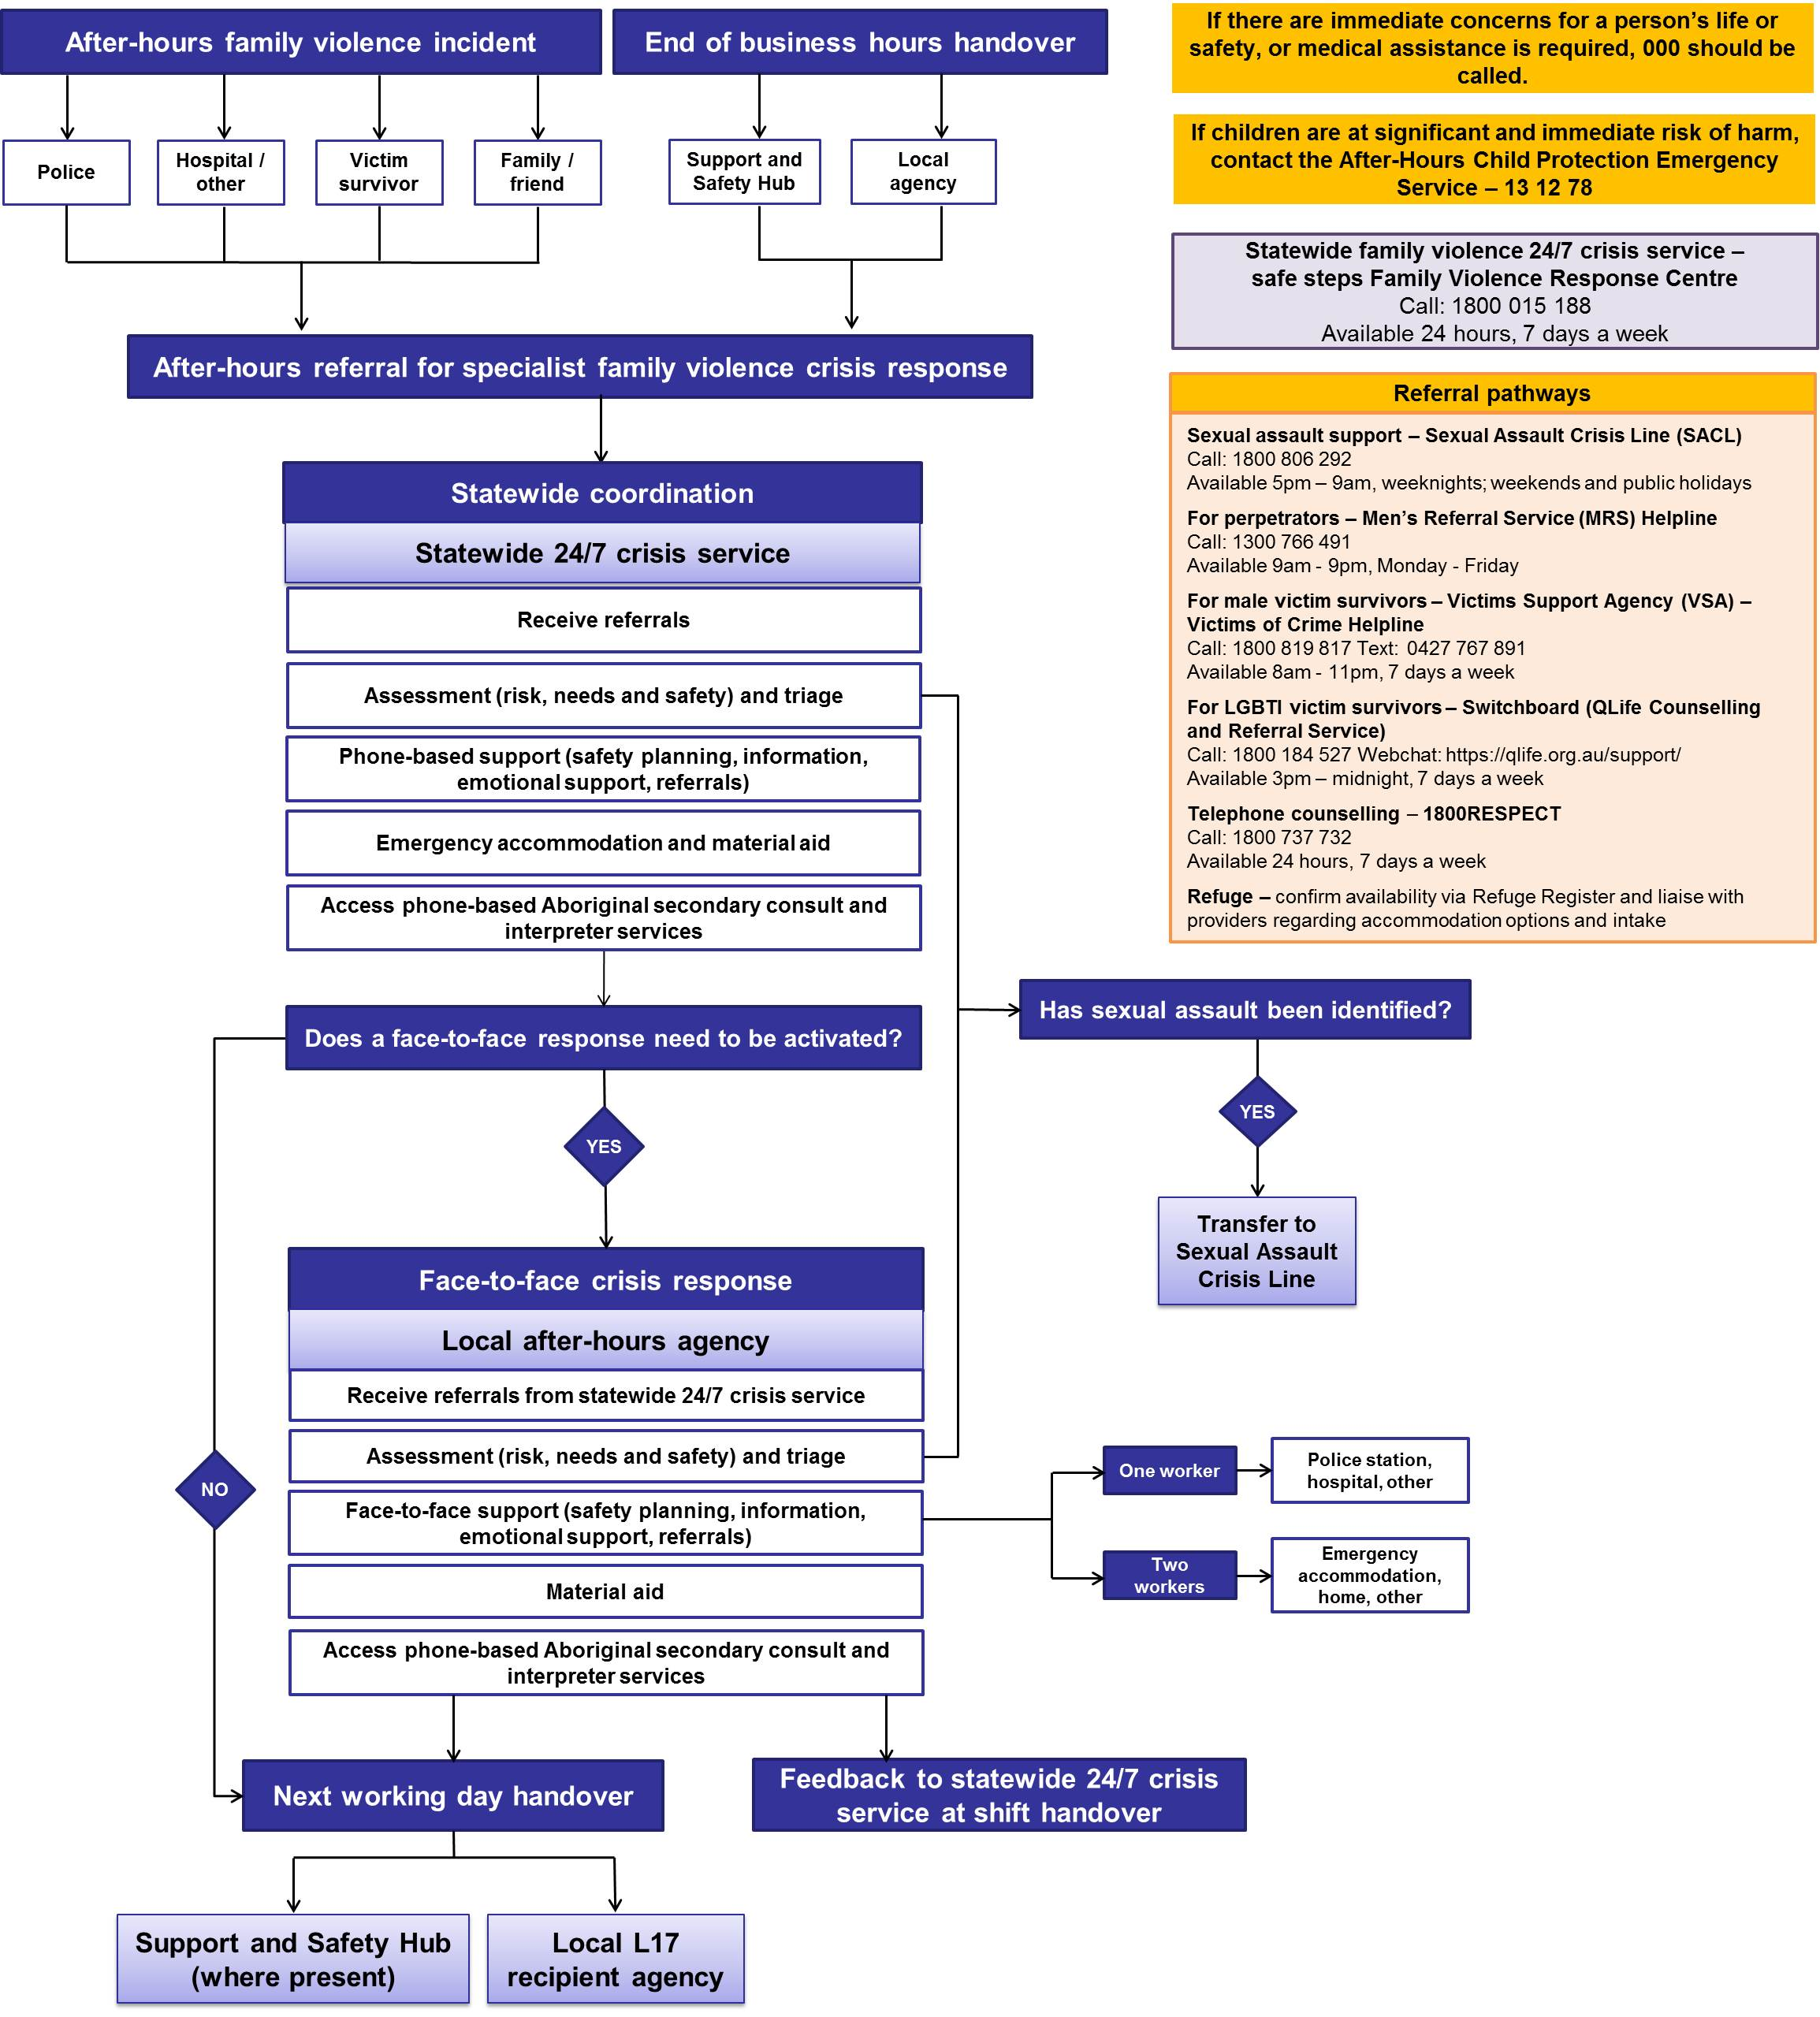 After-hours family violence incident
End of business hours handover
Police
Hospital /
other
Victim
survivor
Family /
friend
Support and
Safety Hub
Local
agency
After-hours referral for specialist family violence crisis response
Statewide coordination
Statewide 24/7 crisis service
Receive referrals
Assessment (risk, needs and safety) and triage
Phone-based support (safety planning, information,
emotional support, referrals)
Emergency accommodation and material aid
Access phone-based Aboriginal secondary consult and
interpreter services
Does a face-to-face response need to be activated?
YES
NO
Face-to-face crisis response
Local after-hours agency
Receive referrals from statewide 24/7 crisis service
Assessment (risk, needs and safety) and triage
Face-to-face support (safety planning, information,
emotional support, referrals)
Material aid
Access phone-based Aboriginal secondary consult and
interpreter services
Next working day handover
Feedback to statewide 24/7 crisis
service at shift handover
Support and Safety Hub
(where present)
Local L17
recipient agency
If there are immediate concerns for a person's life or
safety, or medical assistance is required, 000 should be
called.
If children are at significant and immediate risk of harm,
contact the After-Hours Child Protection Emergency
Service – 13 12 78
Statewide family violence 24/7 crisis service –
safe steps Family Violence Response Centre
Call: 1800 015 188
Available 24 hours, 7 days a week
Referral pathways
Sexual assault support – Sexual Assault Crisis Line (SACL)
Call: 1800 806 292
Available 5pm – 9am, weeknights; weekends and public holidays
For perpetrators – Men's Referral Service (MRS) Helpline
Call: 1300 766 491
Available 9am - 9pm, Monday - Friday
For male victim survivors – Victims Support Agency (VSA) –
Victims of Crime Helpline
Call: 1800 819 817 Text: 0427 767 891
Available 8am - 11pm, 7 days a week
For LGBTI victim survivors – Switchboard (QLife Counselling
and Referral Service)
Call: 1800 184 527 Webchat: https://qlife.org.au/support/
Available 3pm – midnight, 7 days a week
Telephone counselling – 1800RESPECT
Call: 1800 737 732
Available 24 hours, 7 days a week
Refuge – confirm availability via Refuge Register and liaise with
providers regarding accommodation options and intake
Has sexual assault been identified?
YES
Transfer to
Sexual Assault
Crisis Line
One worker
Police station,
hospital, other
Two
workers
Emergency
accommodation,
home, other